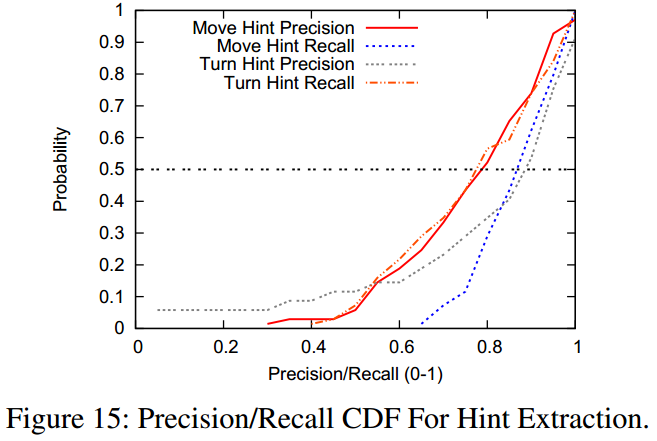 Move Hint Precision
Move Hint Recall
Turn Hint Precision
Turn Hint Recall
1
0.9
0.8
0.7
0.6
0.5
0.4
0.3
0.2
0.1
0
Probability
0 0.2 0.4 0.6 0.8 1
Precision/Recall (0-1)
Figure 15: Precision/Recall CDF For Hint Extraction.